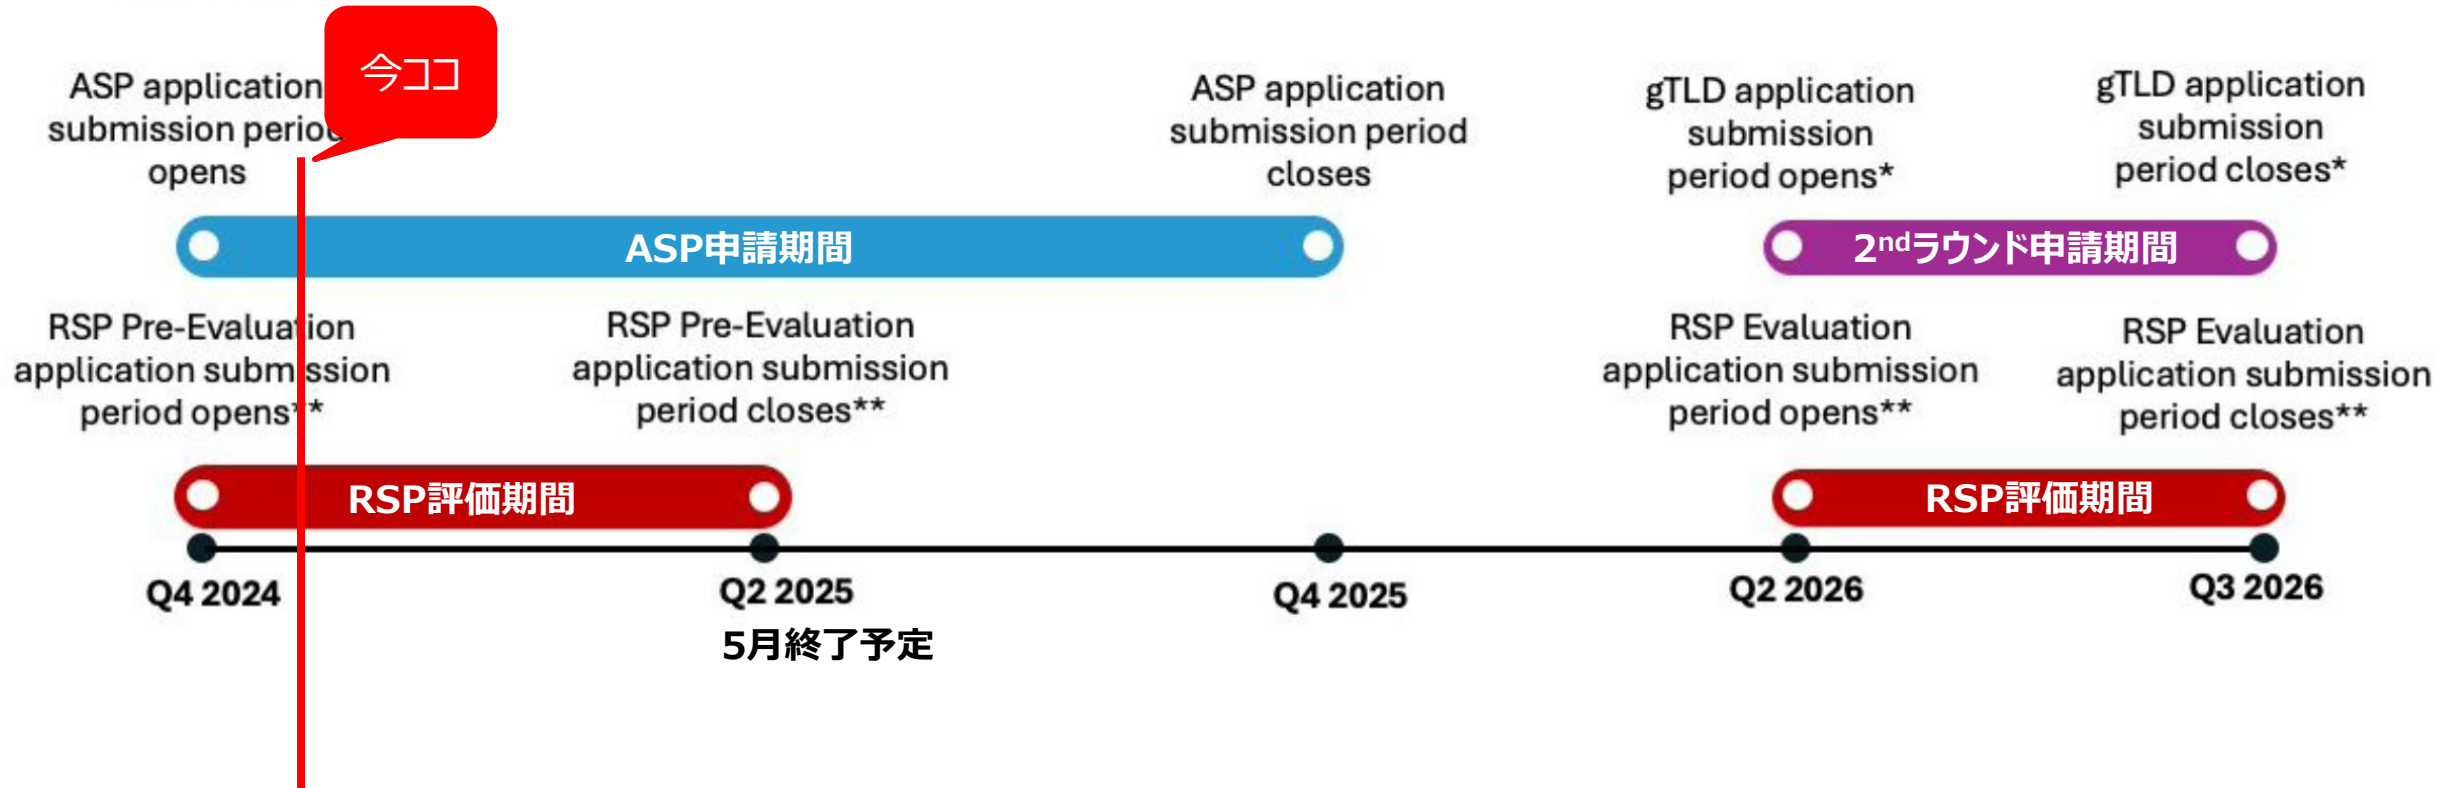 今ココ
ASP application
submission period
opens
ASP application
submission period
closes
gTLD application
submission
period opens*
gTLD application
submission
period closes*
ASP申請期間
2ndラウンド申請期間
RSP Pre-Evaluation
application submission
period opens**
RSP Pre-Evaluation
application submission
period closes**
RSP Evaluation
application submission
period opens**
RSP Evaluation
application submission
period closes**
RSP評価期間
RSP評価期間
Q4 2024
Q2 2025
Q4 2025
Q2 2026
Q3 2026
5月終了予定